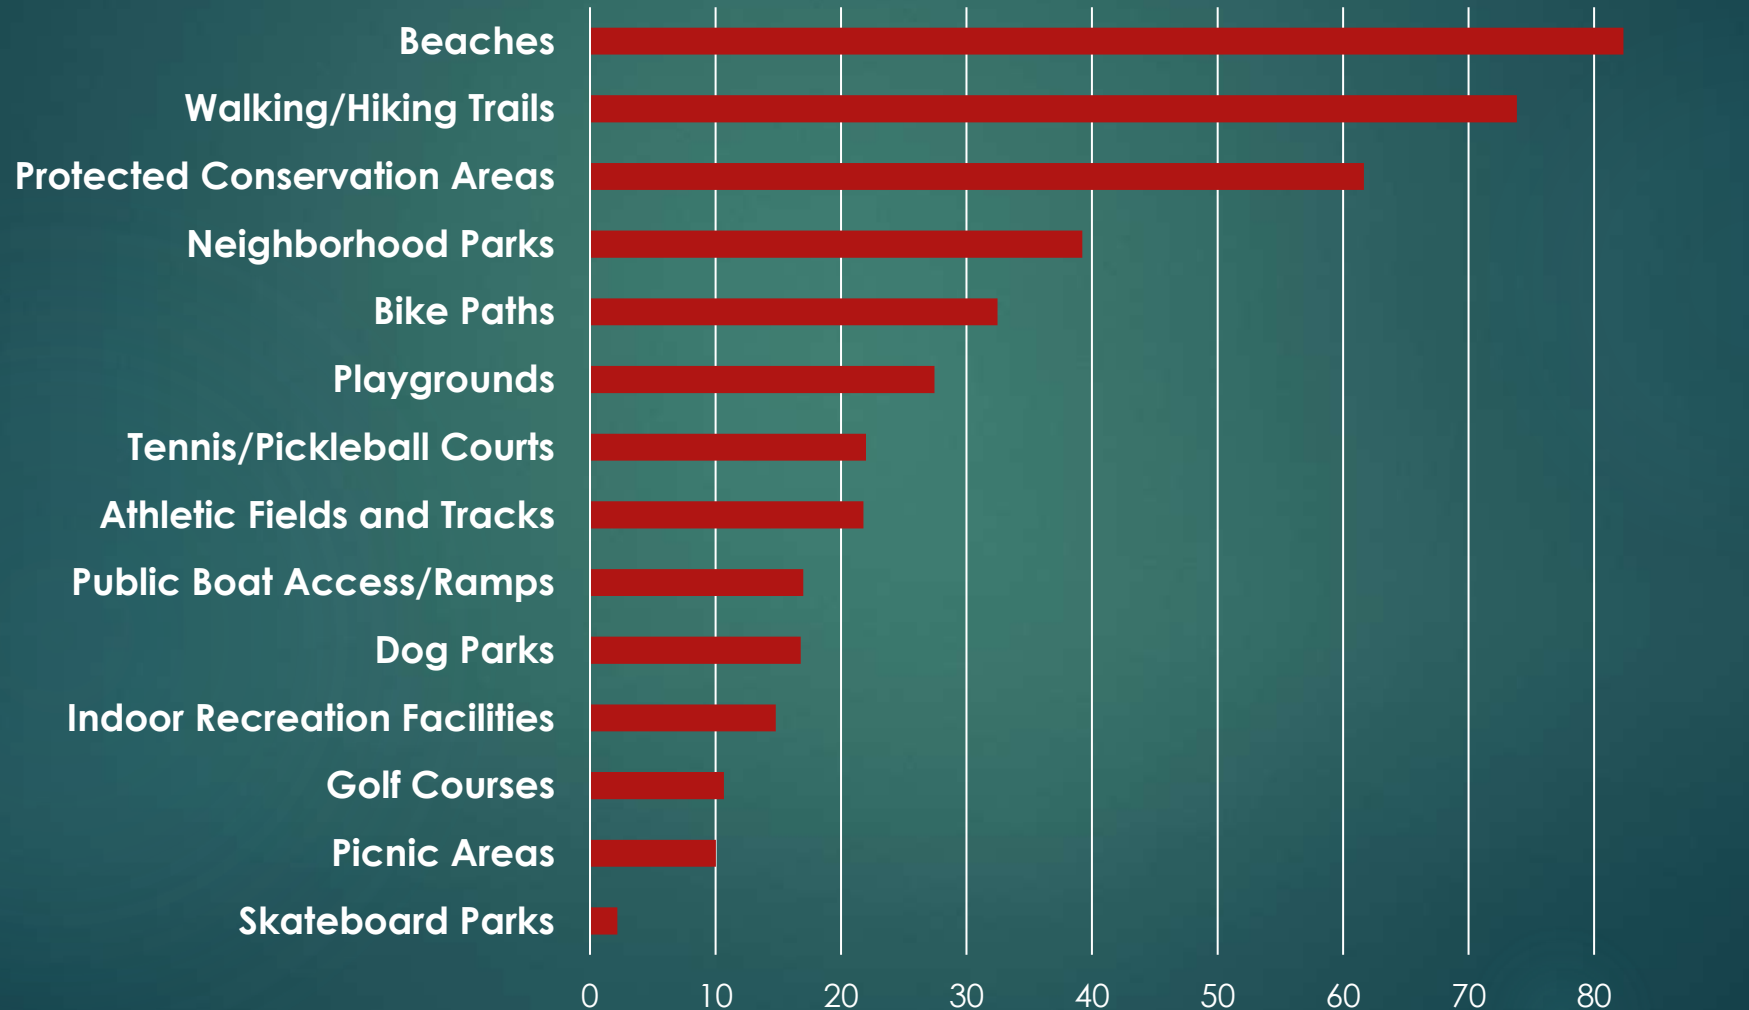 Beaches
Walking/Hiking Trails
Protected Conservation Areas
Neighborhood Parks
Bike Paths
Playgrounds
Tennis/Pickleball Courts
Athletic Fields and Tracks
Public Boat Access/Ramps
Dog Parks
Indoor Recreation Facilities
Golf Courses
Picnic Areas
Skateboard Parks
0 10 20 30 40 50 60 70 80